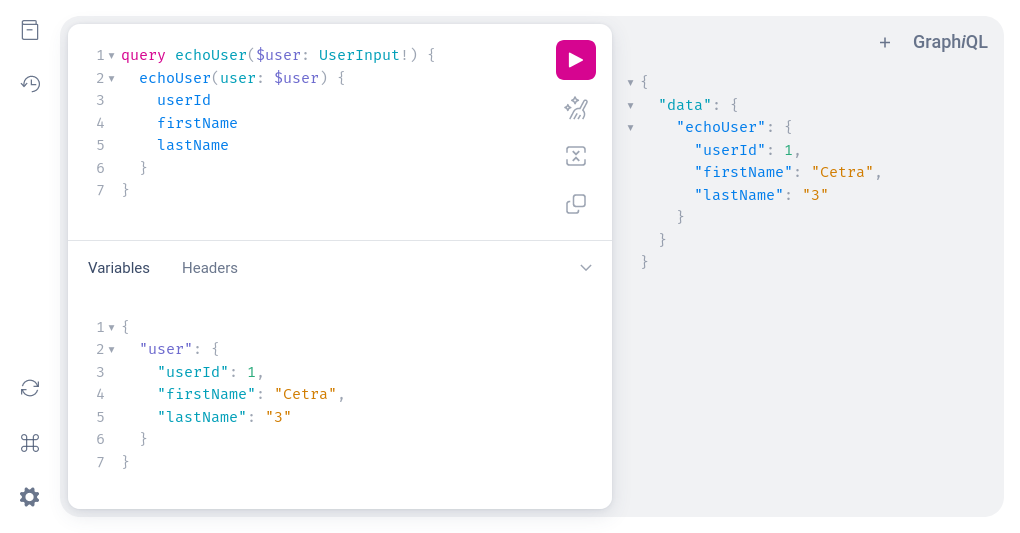 1 query echoUser($user: UserInput!) {
2 echoUser(user: $user) {
3 userId
4 firstName
5 lastName
6 }
7 }
Variables Headers
1 {
2 "user": {
3 "userId": 1,
4 "firstName": "Cetra",
5 "lastName": "3"
6 }
7 }
+ GraphiQL
{
"data": {
"echoUser": {
"userId": 1,
"firstName": "Cetra",
"lastName": "3"
}
}
}